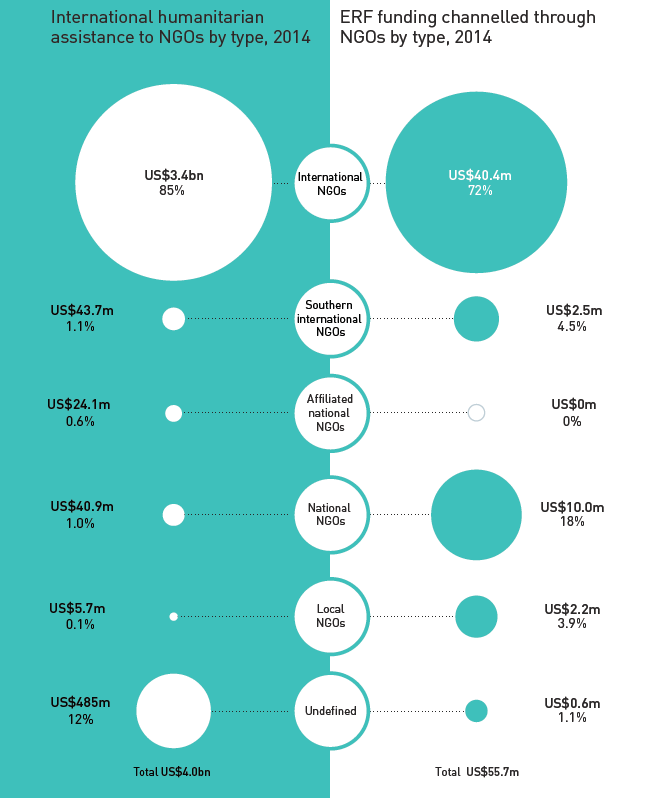 International humanitarian
assistance to NGOs by type, 2014
ERF funding channelled through
NGOs by type, 2014
US$3.4bn
85%
International
NGOs
US$40.4m
72%
US$43.7m
1.1%
Southern
international
NGOs
US$2.5m
4.5%
US$24.1m
0.6%
Affiliated
national
NGOs
US$0m
0%
US$40.9m
1.0%
National
NGOs
US$10.0m
18%
US$5.7m
0.1%
Local
NGOs
US$2.2m
3.9%
US$485m
12%
Undefined
US$0.6m
1.1%
Total US$4.0bn
Total US$55.7m